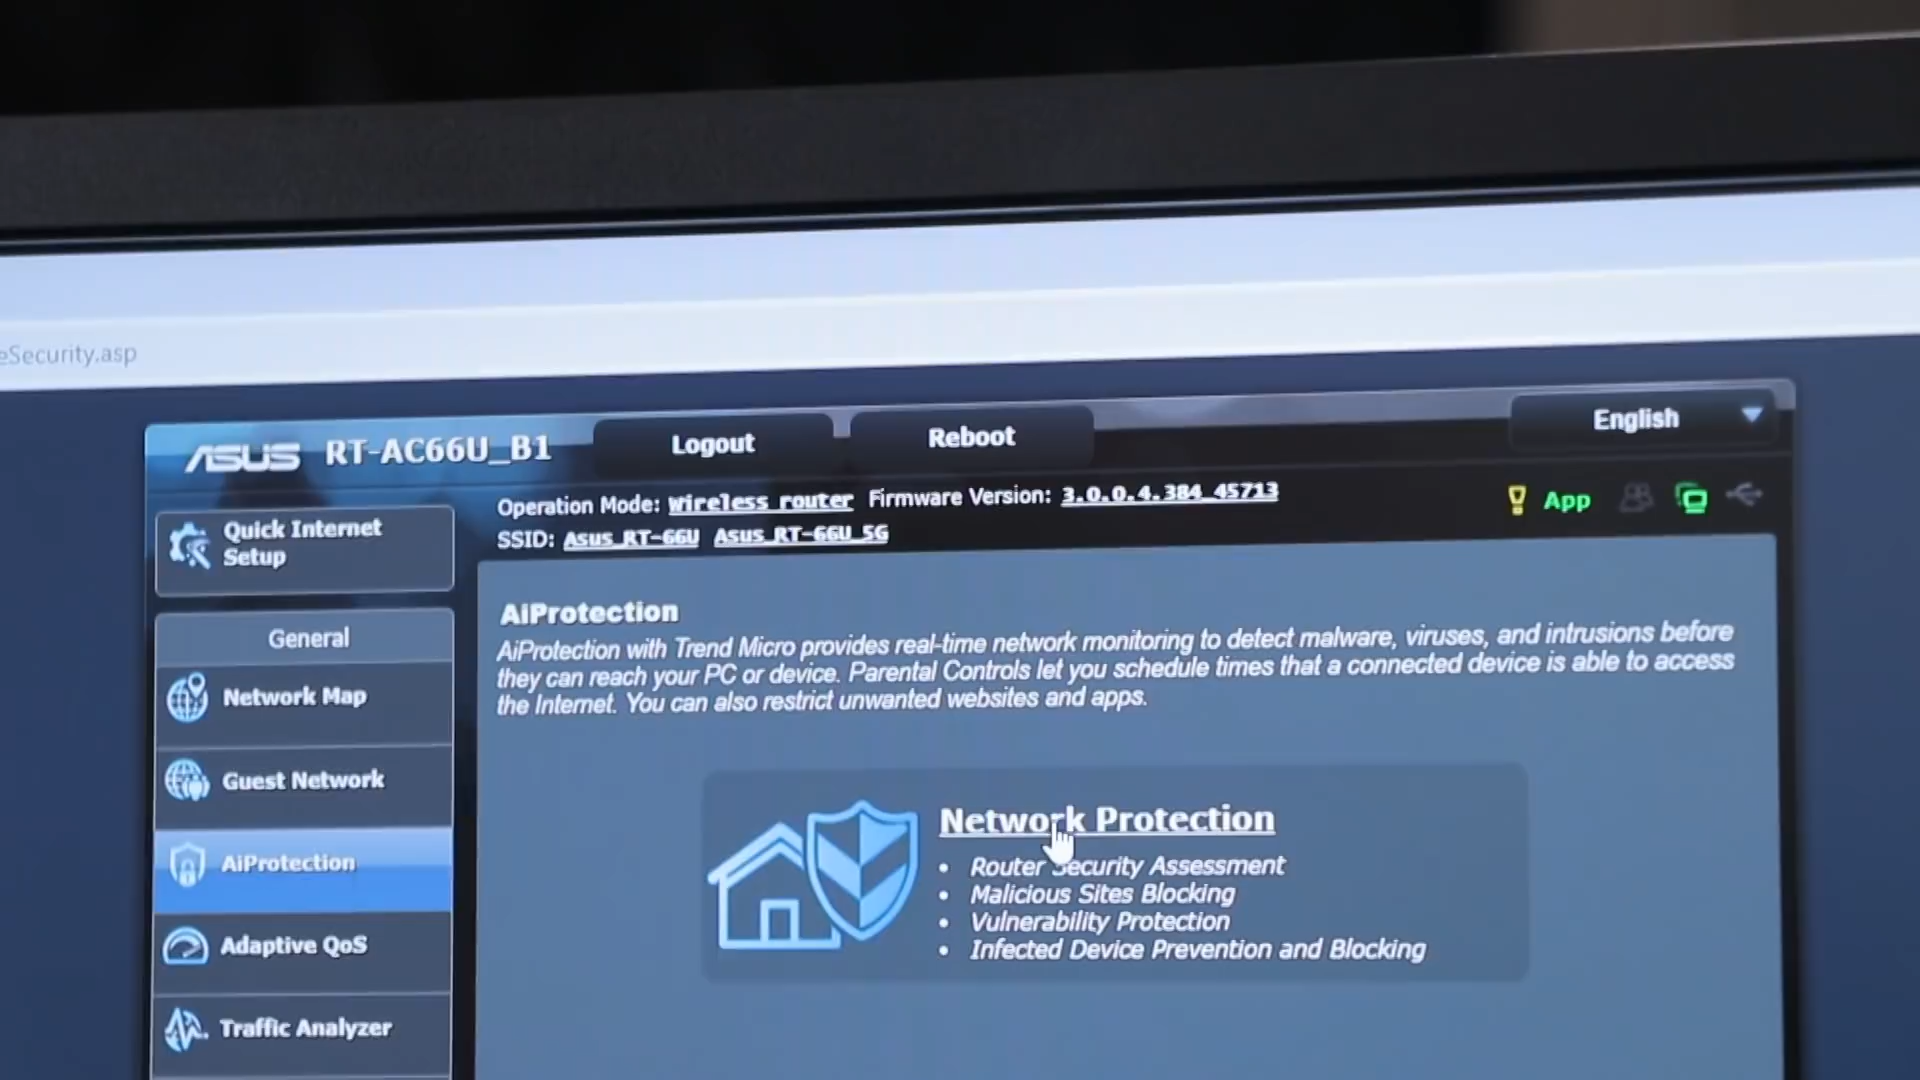 eSecurity.asp
ASUS RT-AC66U_B1
Logout
Reboot
English
Operation Mode: Wireless router Firmware Version: 3.0.0.4.384_45713
SSID: Asus_RT-66U Asus_RT-66U_5G
App
Quick Internet
Setup
General
Network Map
Guest Network
AiProtection
Adaptive QoS
Traffic Analyzer
AiProtection
AiProtection with Trend Micro provides real-time network monitoring to detect malware, viruses, and intrusions before
they can reach your PC or device. Parental Controls let you schedule times that a connected device is able to access
the Internet. You can also restrict unwanted websites and apps.
Network Protection
• Router Security Assessment
• Malicious Sites Blocking
• Vulnerability Protection
• Infected Device Prevention and Blocking